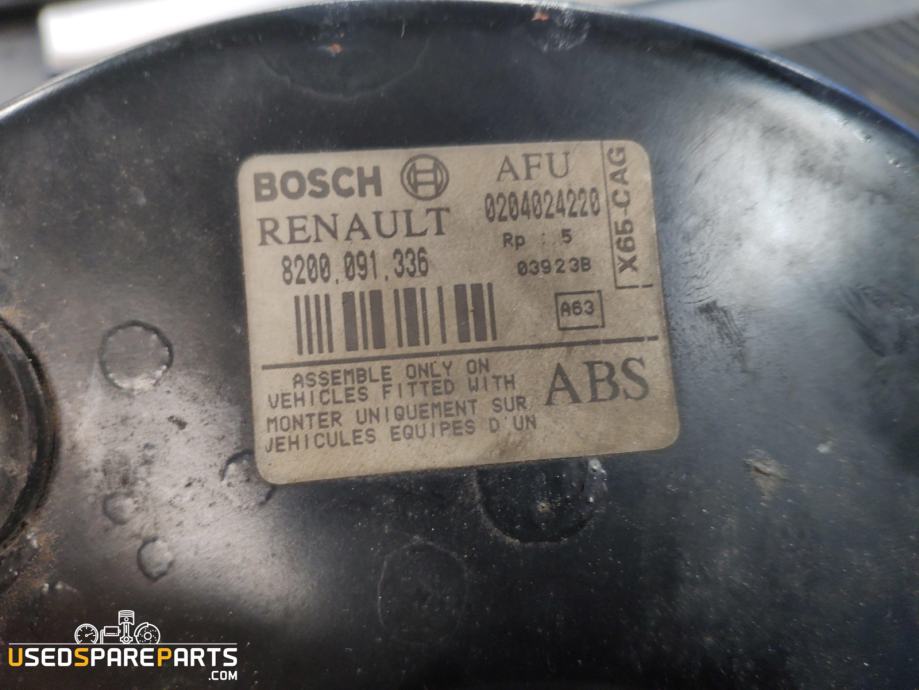 BOSCH
AFU
RENAULT
0204024220
8200.091.336
Rp : 5
03923B
X65-CAG
A63
ASSEMBLE ONLY ON
VEHICLES FITTED WITH
MONTER UNIQUEMENT SUR
JEHICULES EQUIPES D'UN
ABS
USEDSPAREPARTS
.COM